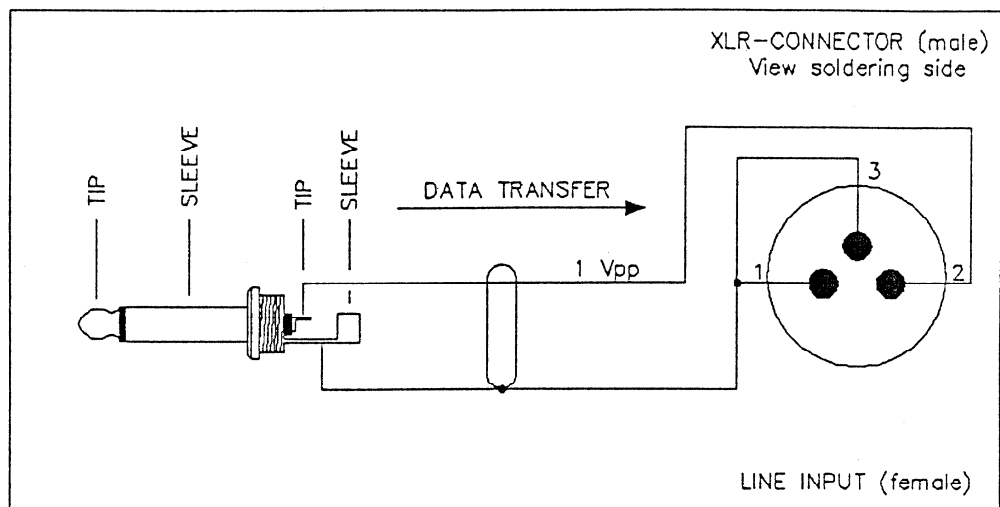 XLR-CONNECTOR (male)
View soldering side
TIP
SLEEVE
TIP
SLEEVE
DATA TRANSFER
3
1 Vpp
1
2
LINE INPUT (female)